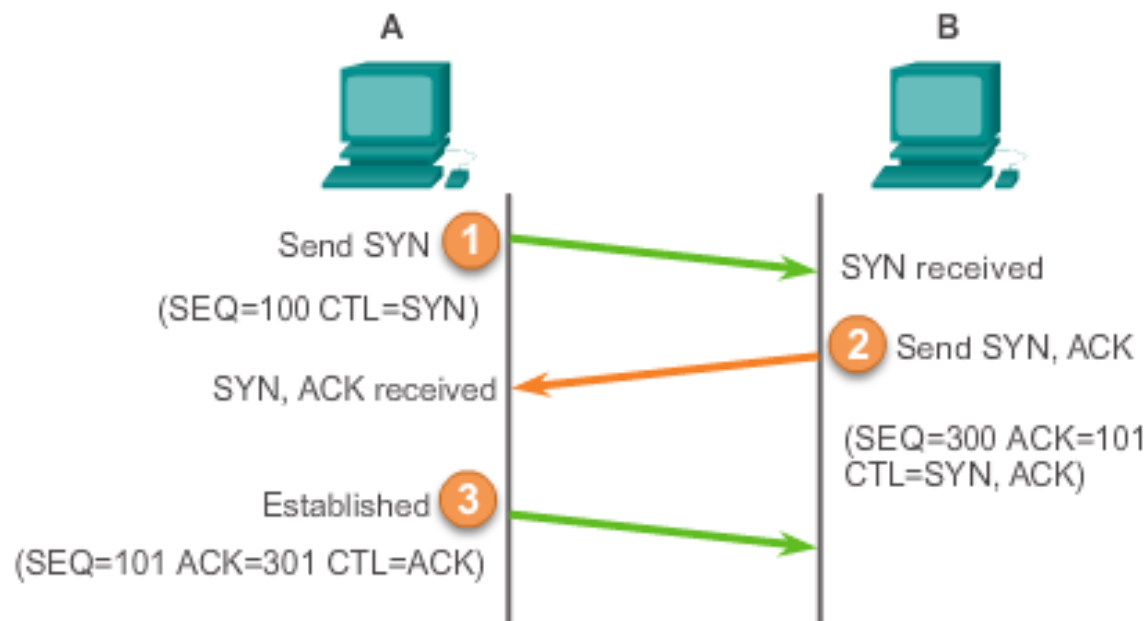 A
B
1
Send SYN
(SEQ=100 CTL=SYN)
SYN received
2
Send SYN, ACK
SYN, ACK received
(SEQ=300 ACK=101
CTL=SYN, ACK)
Established
3
(SEQ=101 ACK=301 CTL=ACK)